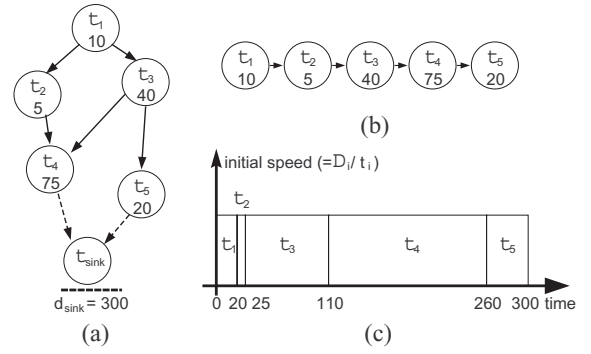 t1
10
t2
5
t3
40
t4
75
t5
20
tsink
dsink = 300
(a)
t1 t2 t3 t4 t5
10 5 40 75 20
(b)
initial speed (=Di/ ti)
t2
t1 t3 t4 t5
0 20 25 110 260 300 time
(c)